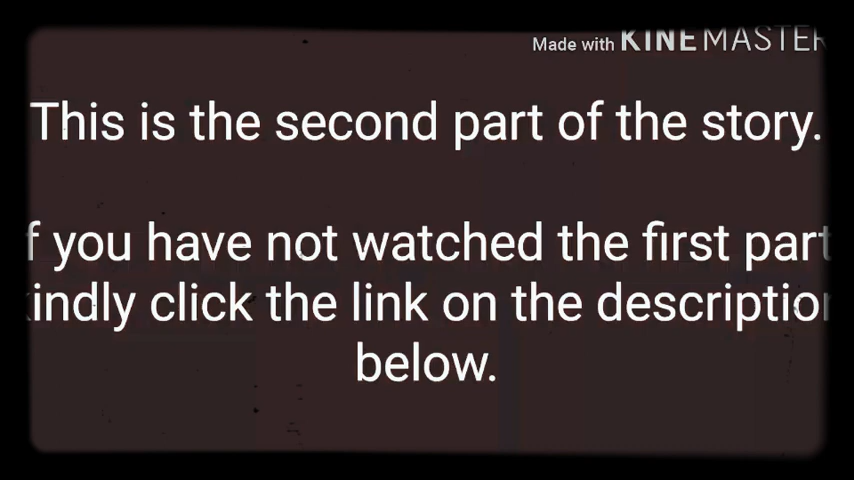 Made with KINEMASTER
This is the second part of the story.
f you have not watched the first part
indly click the link on the description
below.